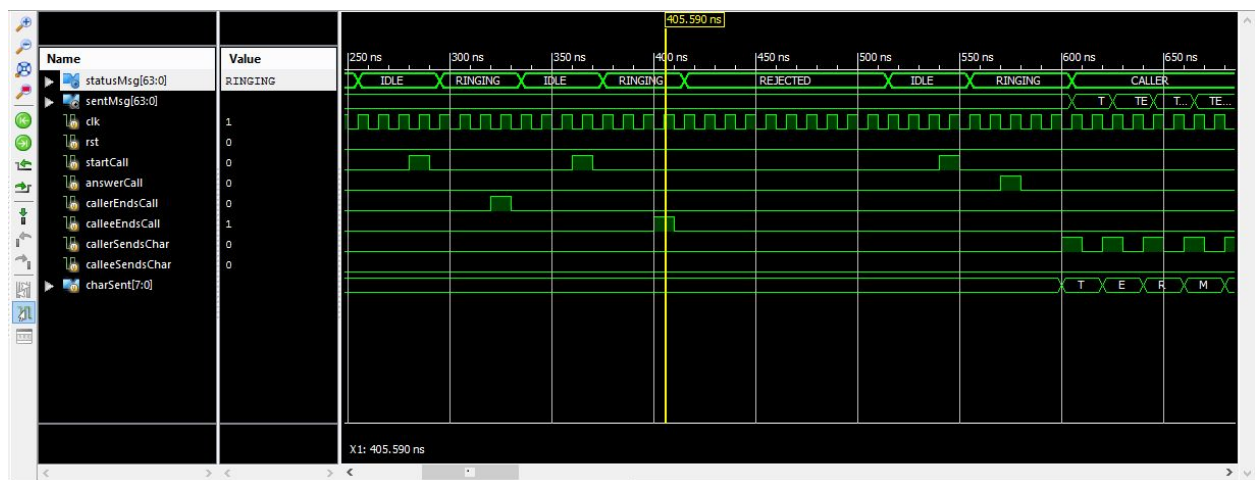 405.590 ns
Name Value
250 ns 300 ns 350 ns 400 ns 450 ns 500 ns 550 ns 600 ns 650 ns
statusMsg[63:0] RINGING IDLE RINGING IDLE RINGING REJECTED IDLE RINGING CALLER
sentMsg[63:0] T TE T... TE...
clk 1
rst 0
startCall 0
answerCall 0
callerEndsCall 0
calleeEndsCall 1
callerSendsChar 0
calleeSendsChar 0
charSent[7:0] T E R M
X1: 405.590 ns